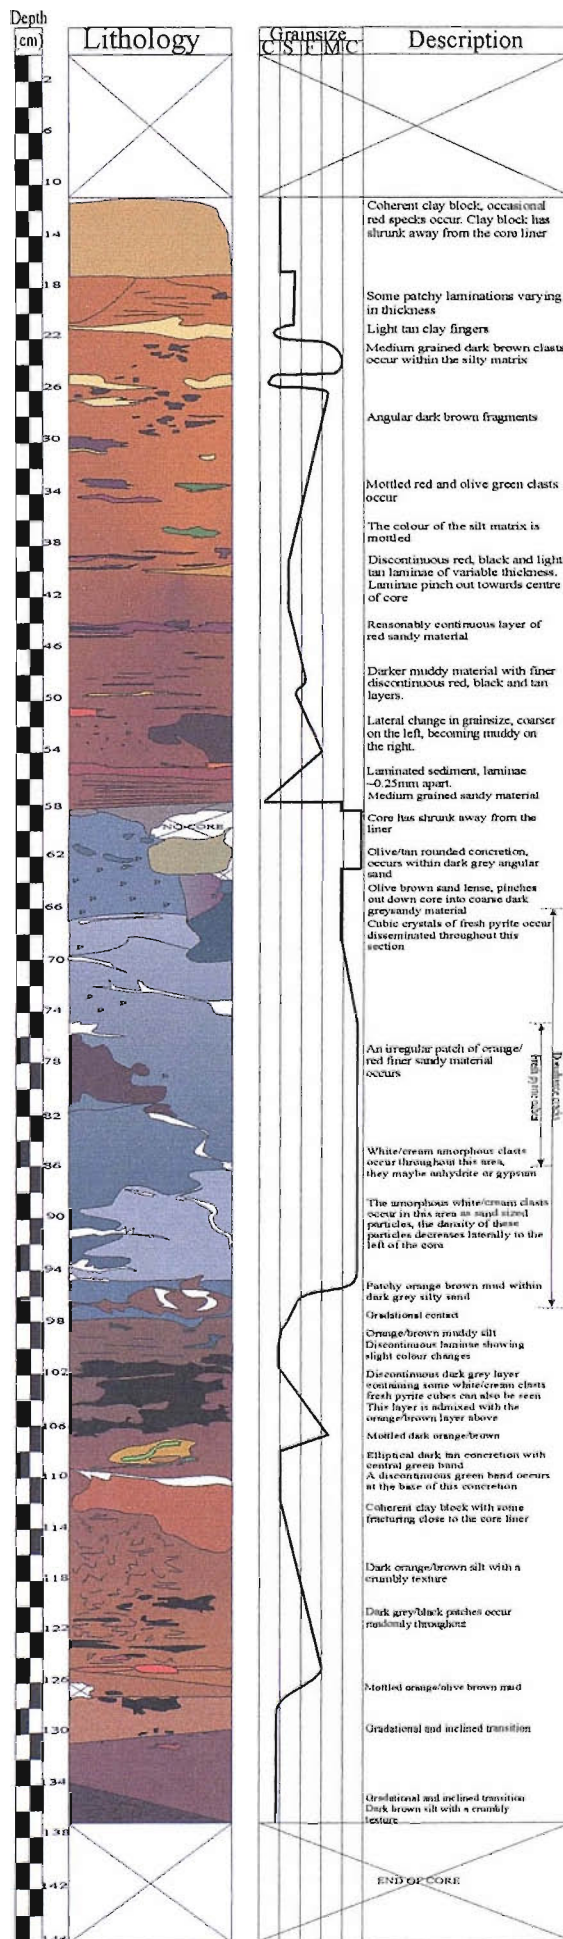 Depth
(cm)
Lithology
Grainsize
C S F M C
Description
2
6
10
14
18
22
26
30
34
38
42
46
50
54
58
62
66
70
74
78
82
86
90
94
98
102
106
110
114
118
122
126
130
134
138
142
NO CORE
Coherent clay block, occasional
red specks occur. Clay block has
shrunk away from the core liner
Some patchy laminations varying
in thickness
Light tan clay fingers
Medium grained dark brown clasts
occur within the silty matrix
Angular dark brown fragments
Mottled red and olive green clasts
occur
The colour of the silt matrix is
mottled
Discontinuous red, black and light
tan laminae of variable thickness.
Laminae pinch out towards centre
of core
Reasonably continuous layer of
red sandy material
Darker muddy material with finer
discontinuous red, black and tan
layers.
Lateral change in grainsize, coarser
on the left, becoming muddy on
the right.
Laminated sediment, laminae
~0.25mm apart.
Medium grained sandy material
Core has shrunk away from the
liner
Olive/tan rounded concretion,
occurs within dark grey angular
sand
Olive brown sand lense, pinches
out down core into coarse dark
greysandy material
Cubic crystals of fresh pyrite occur
disseminated throughout this
section
An irregular patch of orange/
red finer sandy material
occurs
Fresh pyrite cubes
White/cream amorphous clasts
occur throughout this area,
they maybe anhydrite or gypsum
The amorphous white/cream clasts
occur in this area as sand sized
particles, the density of these
particles decreases laterally to the
left of the core
Patchy orange brown mud within
dark grey silty sand
Gradational contact
Orange/brown muddy silt
Discontinuous laminae showing
slight colour changes
Discontinuous dark grey layer
containing some white/cream clasts
fresh pyrite cubes can also be seen
This layer is admixed with the
orange/brown layer above
Mottled dark orange/brown
Elliptical dark tan concretion with
central green band
A discontinuous green band occurs
at the base of this concretion
Coherent clay block with some
fracturing close to the core liner
Dark orange/brown silt with a
crumbly texture
Dark grey/black patches occur
randomly throughout
Mottled orange/olive brown mud
Gradational and inclined transition
Gradational and inclined transition
Dark brown silt with a crumbly
texture
END OF CORE